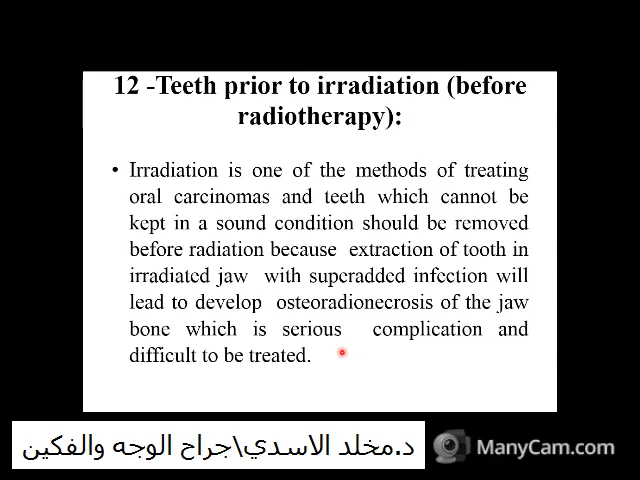 12 -Teeth prior to irradiation (before
radiotherapy):
• Irradiation is one of the methods of treating
oral carcinomas and teeth which cannot be
kept in a sound condition should be removed
before radiation because extraction of tooth in
irradiated jaw with superadded infection will
lead to develop osteoradionecrosis of the jaw
bone which is serious complication and
difficult to be treated.
د.مخلد الاسدي\جراح الوجه والفكين
ManyCam.com